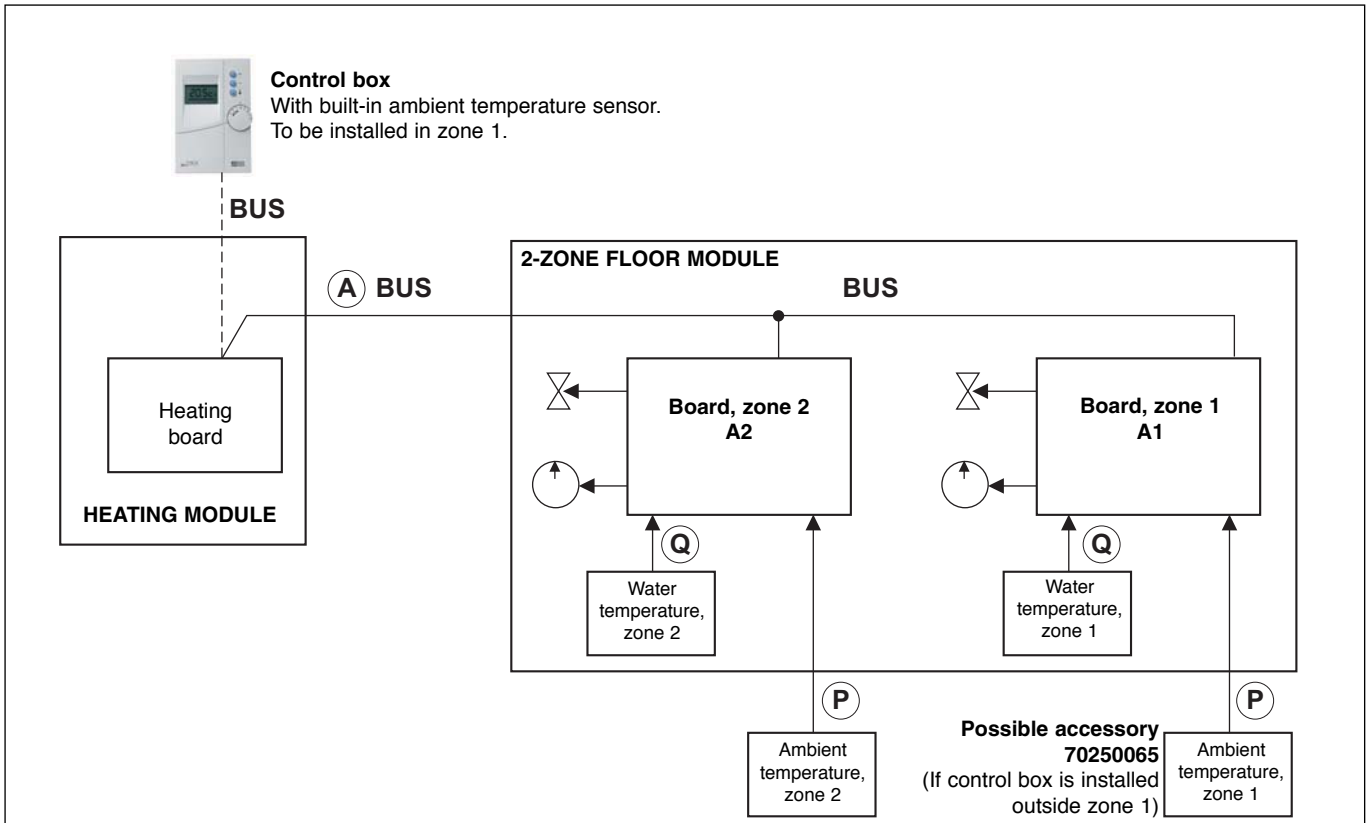 Control box
With built-in ambient temperature sensor.
To be installed in zone 1.
BUS
A BUS
2-ZONE FLOOR MODULE
BUS
Heating
board
HEATING MODULE
Board, zone 2
A2
Board, zone 1
A1
Q
Water
temperature,
zone 2
Q
Water
temperature,
zone 1
P
Ambient
temperature,
zone 2
Possible accessory
70250065
(If control box is installed
outside zone 1)
P
Ambient
temperature,
zone 1